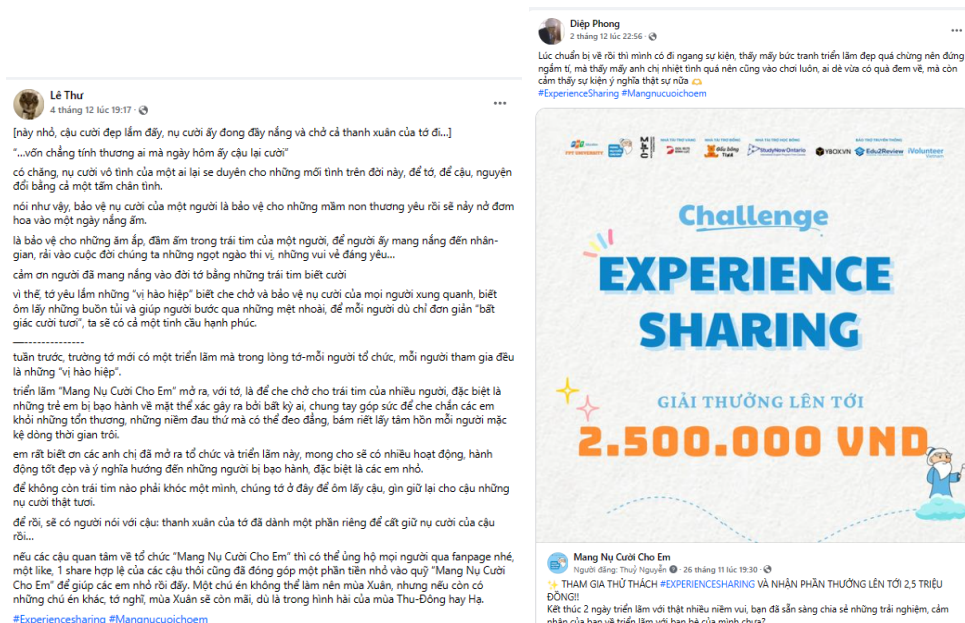 Lê Thư
4 tháng 12 lúc 19:17
[này nhỏ, cậu cười đẹp lắm đấy, nụ cười ấy đong đầy nắng và chở cả thanh xuân của tớ đi...]
"...vốn chẳng tính thương ai mà ngày hôm ấy cậu lại cười"
có chăng, nụ cười vô tình của một ai lại se duyên cho những mối tình trên đời này, để tớ, để cậu, nguyện
đổi bằng cả một tấm chân tình.
nói như vậy, bảo vệ nụ cười của một người là bảo vệ cho những mầm non thương yêu rồi sẽ nảy nở đơm
hoa vào một ngày nắng ấm.
là bảo vệ cho những ấm áp, đầm ấm trong trái tim của một người, để người ấy mang nắng đến nhân-
gian, rải vào cuộc đời chúng ta những ngọt ngào thi vị, những vui vẻ đáng yêu...
cảm ơn người đã mang nắng vào đời tớ bằng những trái tim biết cười
vì thế, tớ yêu lắm những "vị hào hiệp" biết che chở và bảo vệ nụ cười của mọi người xung quanh, biết
ôm lấy những buồn tủi và giúp người bước qua những mệt nhoài, để mỗi người dù chỉ đơn giản "bất
giác cười tươi", ta sẽ có cả một tinh cầu hạnh phúc.
—--------------
tuần trước, trường tớ mới có một triển lãm mà trong lòng tớ-mỗi người tổ chức, mỗi người tham gia đều
là những "vị hào hiệp".
triển lãm "Mang Nụ Cười Cho Em" mở ra, với tớ, là để che chở cho trái tim của nhiều người, đặc biệt là
những trẻ em bị bạo hành về mặt thể xác gây ra bởi bất kỳ ai, chung tay góp sức để che chắn các em
khỏi những tổn thương, những niềm đau thứ mà có thể đeo đẳng, bám riết lấy tâm hồn mỗi người mặc
kệ dòng thời gian trôi.
em rất biết ơn các anh chị đã mở ra tổ chức và triển lãm này, mong cho sẽ có nhiều hoạt động, hành
động tốt đẹp và ý nghĩa hướng đến những người bị bạo hành, đặc biệt là các em nhỏ.
để không còn trái tim nào phải khóc một mình, chúng tớ ở đây để ôm lấy cậu, gìn giữ lại cho cậu những
nụ cười thật tươi.
để rồi, sẽ có người nói với cậu: thanh xuân của tớ đã dành một phần riêng để cất giữ nụ cười của cậu
rồi...
nếu các cậu quan tâm về tổ chức "Mang Nụ Cười Cho Em" thì có thể ủng hộ mọi người qua fanpage nhé,
một like, 1 share hợp lệ của các cậu thôi cũng đã đóng góp một phần tiền nhỏ vào quỹ "Mang Nụ Cười
Cho Em" để giúp các em nhỏ rồi đấy. Một chú én không thể làm nên mùa Xuân, nhưng nếu còn có
những chú én khác, tớ nghĩ, mùa Xuân sẽ còn mãi, dù là trong hình hài của mùa Thu-Đông hay Hạ.
#Experiencesharing #Mangnucuoichoem
Diệp Phong
2 tháng 12 lúc 22:56
Lúc chuẩn bị về rồi thì mình có đi ngang sự kiện, thấy mấy bức tranh triển lãm đẹp quá chừng nên đứng
ngắm tí, mà thấy mấy anh chị nhiệt tình quá nên cũng vào chơi luôn, ai dè vừa có quà đem về, mà còn
cảm thấy sự kiện ý nghĩa thật sự nữa
#ExperienceSharing #Mangnucuoichoem
FPT UNIVERSITY
StudyNewOntario
YBOX.VN
Edu2Review
iVolunteer
Challenge
EXPERIENCE
SHARING
GIẢI THƯỞNG LÊN TỚI
2.500.000 VND
Mang Nụ Cười Cho Em
Người đăng: Thuỷ Nguyễn · 26 tháng 11 lúc 19:30
THAM GIA THỬ THÁCH #EXPERIENCESHARING VÀ NHẬN PHẦN THƯỞNG LÊN TỚI 2,5 TRIỆU
ĐỒNG!!
Kết thúc 2 ngày triển lãm với thật nhiều niềm vui, bạn đã sẵn sàng chia sẻ những trải nghiệm, cảm
nhận của bạn về triển lãm với bạn bè của mình chưa?